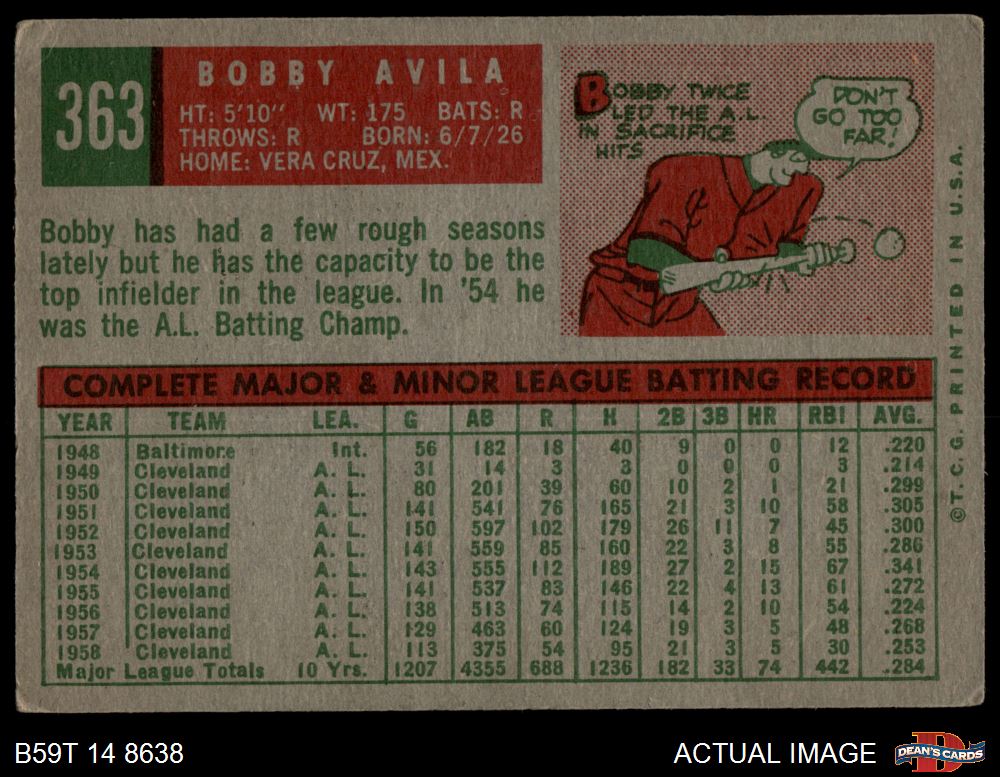 363
BOBBY AVILA
HT: 5'10" WT: 175 BATS: R
THROWS: R BORN: 6/7/26
HOME: VERA CRUZ, MEX.
BOBBY TWICE
LED THE A.L.
IN SACRIFICE
HITS
DON'T
GO TOO
FAR!
Bobby has had a few rough seasons
lately but he has the capacity to be the
top infielder in the league. In '54 he
was the A.L. Batting Champ.
COMPLETE MAJOR & MINOR LEAGUE BATTING RECORD
YEAR TEAM LEA. G AB R H 2B 3B HR RBI AVG.
1948 Baltimore Int. 56 182 18 40 9 0 0 12 .220
1949 Cleveland A. L. 31 14 3 3 0 0 0 3 .214
1950 Cleveland A. L. 80 201 39 60 10 2 1 21 .299
1951 Cleveland A. L. 141 541 76 165 21 3 10 58 .305
1952 Cleveland A. L. 150 597 102 179 26 11 7 45 .300
1953 Cleveland A. L. 141 559 85 160 22 3 8 55 .286
1954 Cleveland A. L. 143 555 112 189 27 2 15 67 .341
1955 Cleveland A. L. 141 537 83 146 22 4 13 61 .272
1956 Cleveland A. L. 138 513 74 115 14 2 10 54 .224
1957 Cleveland A. L. 129 463 60 124 19 3 5 48 .268
1958 Cleveland A. L. 113 375 54 95 21 3 5 30 .253
Major League Totals 10 Yrs. 1207 4355 688 1236 182 33 74 442 .284
© T. C. G. PRINTED IN U.S.A.
B59T 14 8638
ACTUAL IMAGE
D
DEAN'S CARDS